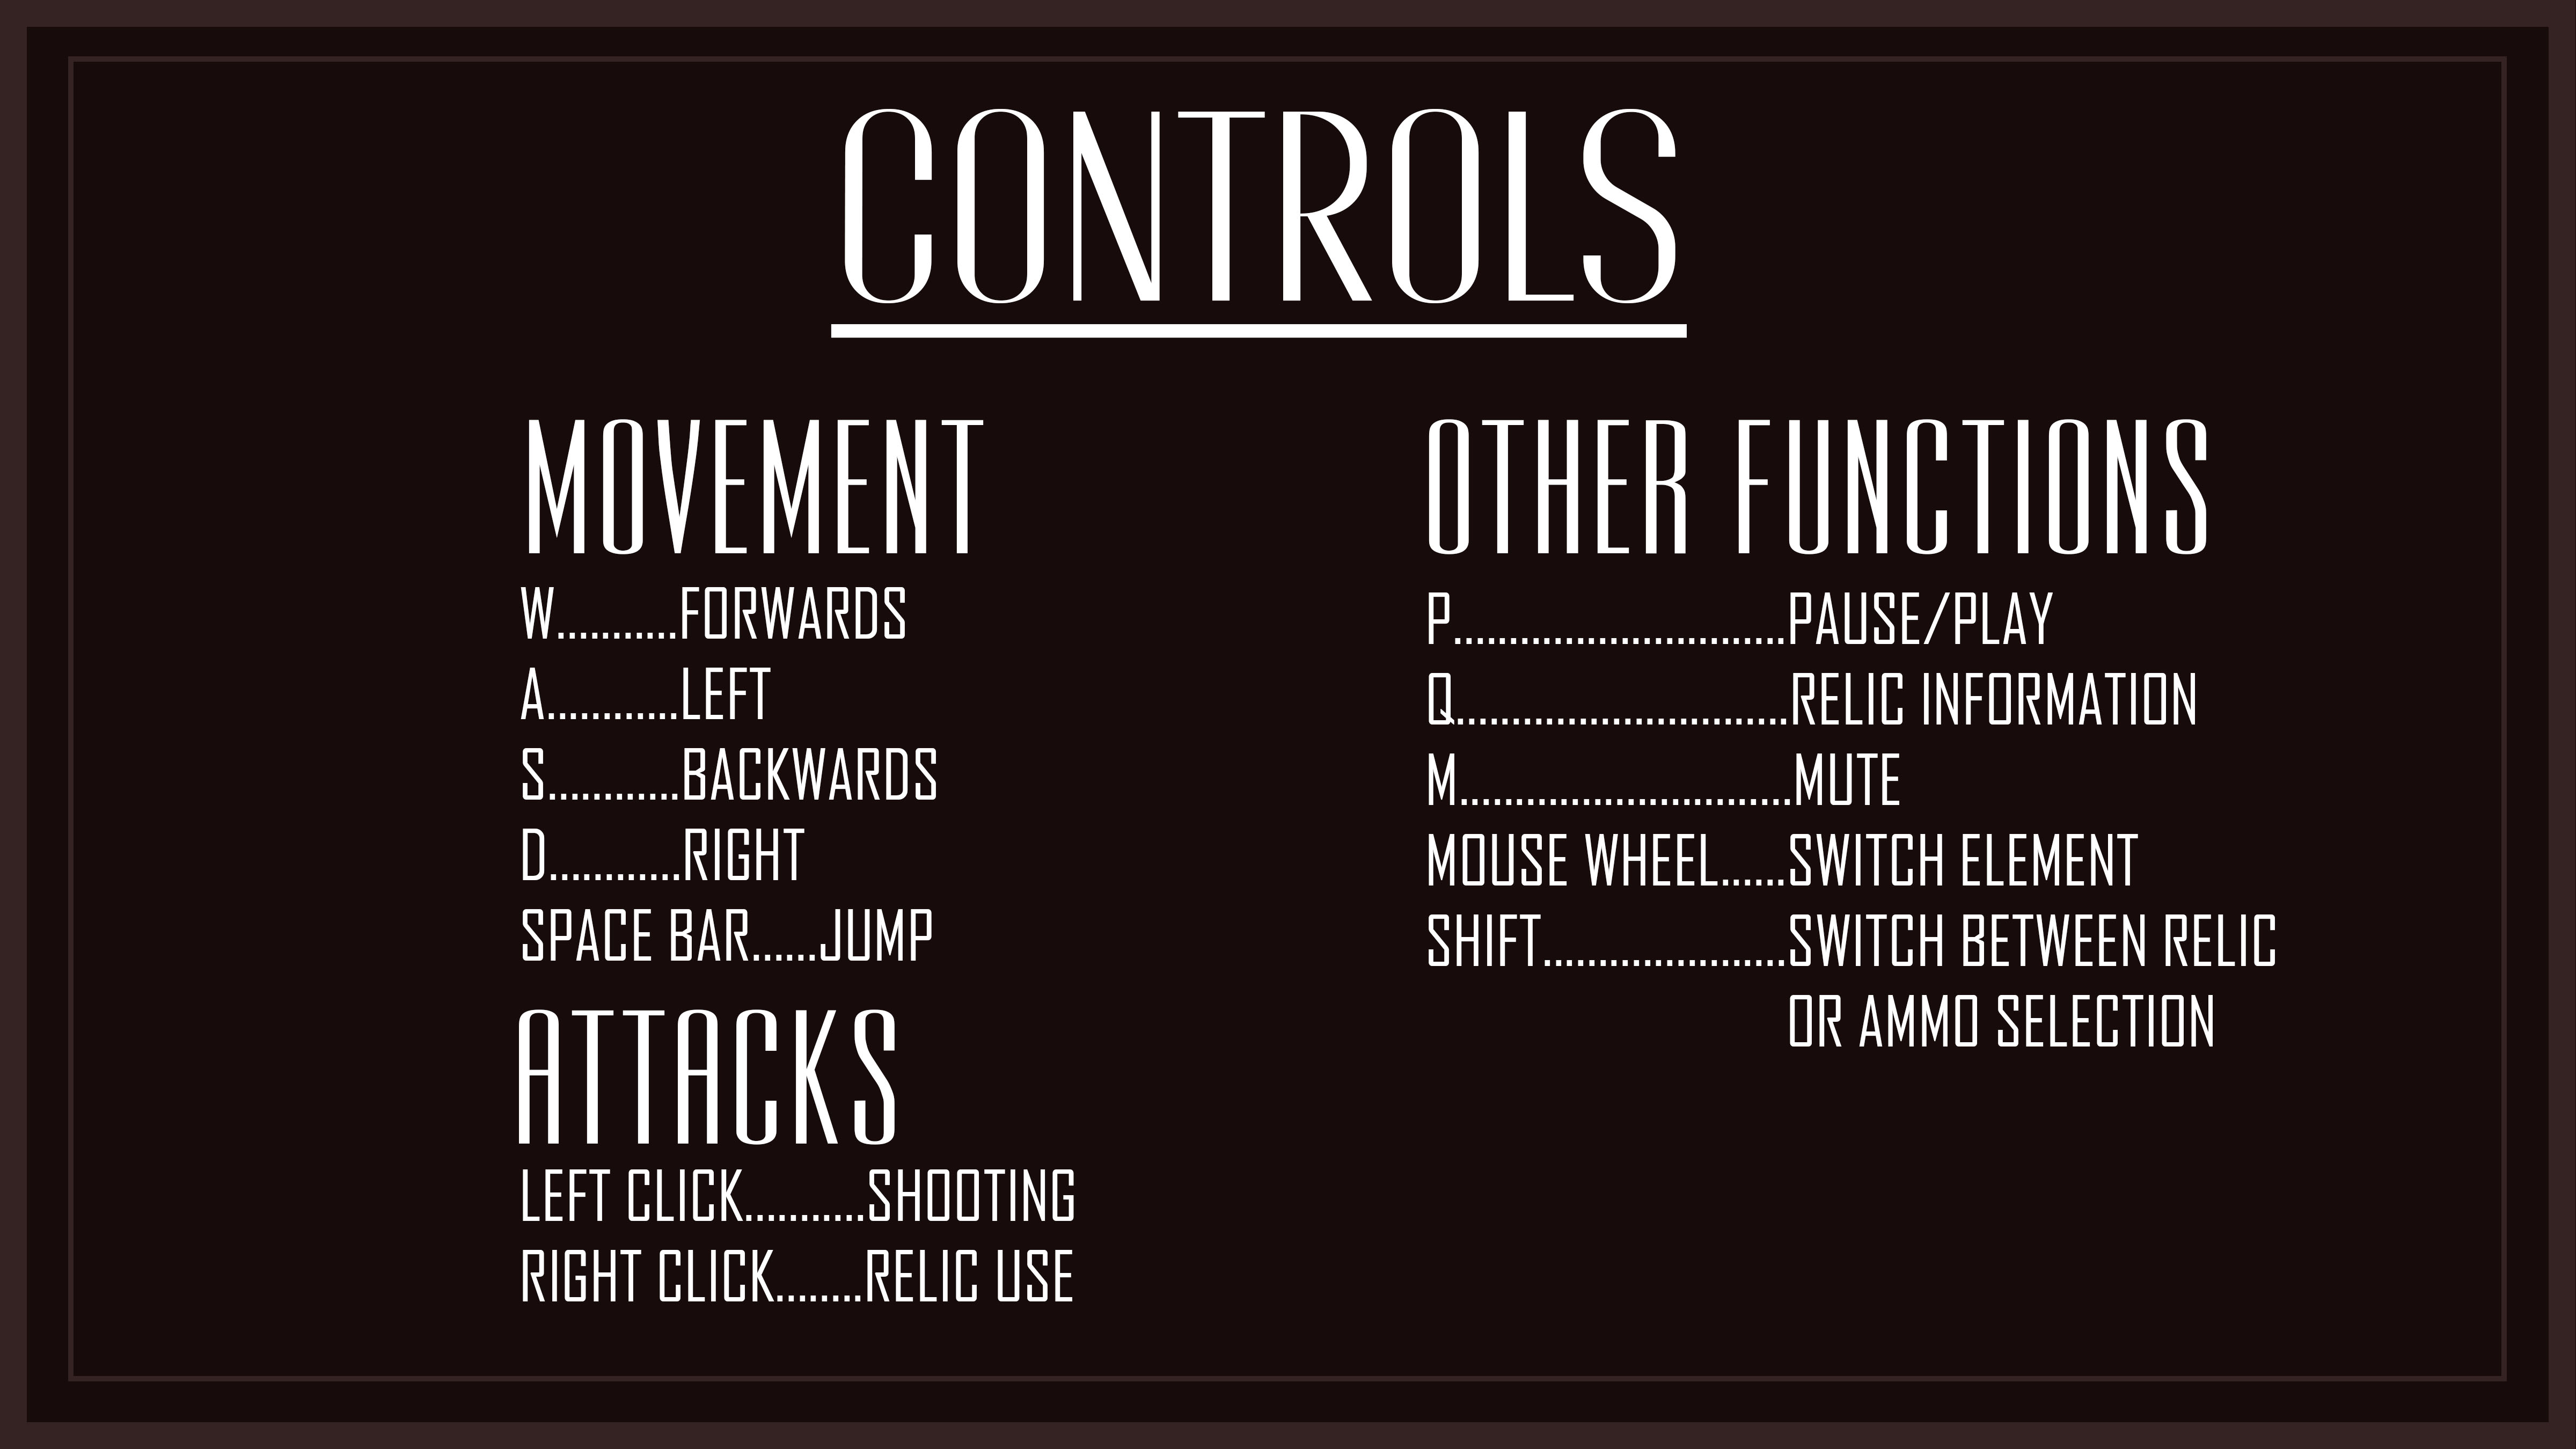 CONTROLS
MOVEMENT
W...........FORWARDS
A............LEFT
S............BACKWARDS
D............RIGHT
SPACE BAR......JUMP
ATTACKS
LEFT CLICK...........SHOOTING
RIGHT CLICK........RELIC USE
OTHER FUNCTIONS
P..............................PAUSE/PLAY
Q..............................RELIC INFORMATION
M..............................MUTE
MOUSE WHEEL......SWITCH ELEMENT
SHIFT......................SWITCH BETWEEN RELIC
OR AMMO SELECTION